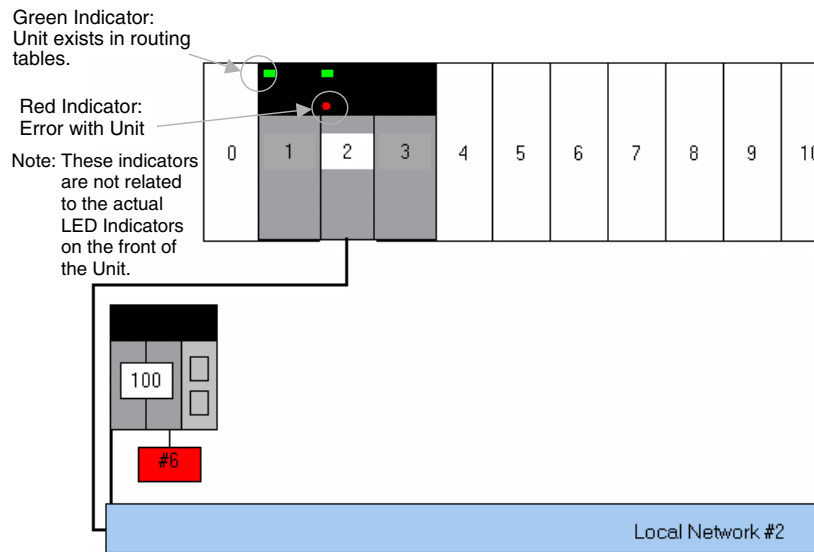 Green Indicator:
Unit exists in routing
tables.
Red Indicator:
Error with Unit
Note: These indicators
are not related
to the actual
LED Indicators
on the front of
the Unit.
0 1 2 3 4 5 6 7 8 9
100
#6
Local Network #2